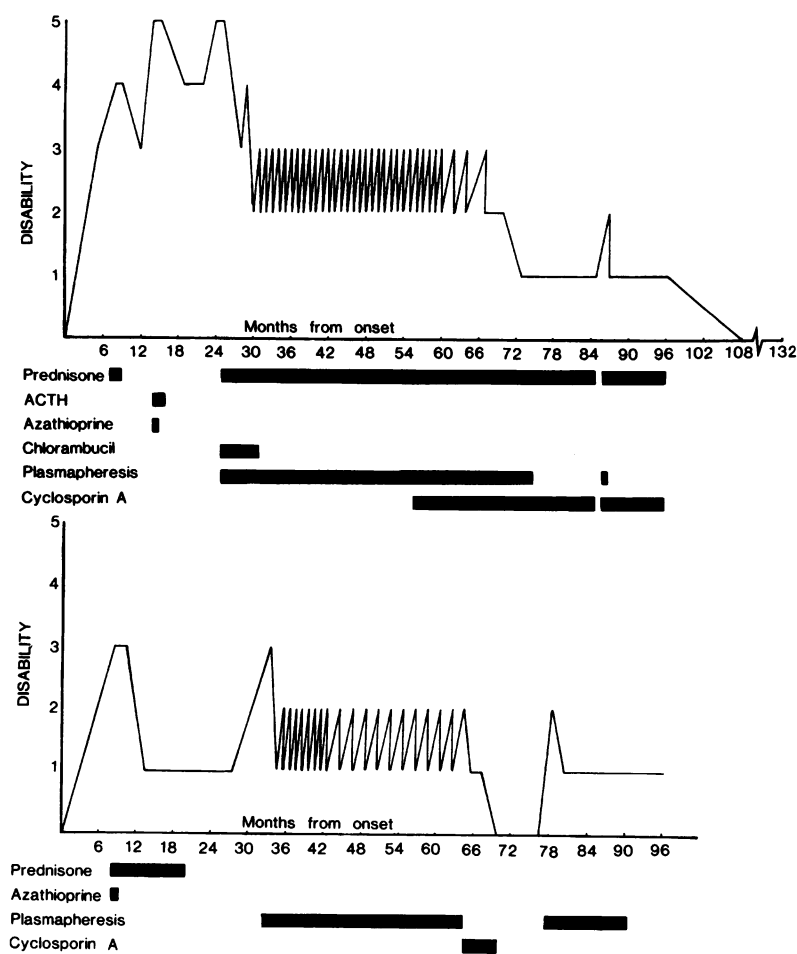 5
4
3
2
1
DISABILITY
Months from onset
6 12 18 24 30 36 42 48 54 60 66 72 78 84 90 96 102 108 132
Prednisone
ACTH
Azathioprine
Chlorambucil
Plasmapheresis
Cyclosporin A
5
4
3
2
1
DISABILITY
Months from onset
6 12 18 24 30 36 42 48 54 60 66 72 78 84 90 96
Prednisone
Azathioprine
Plasmapheresis
Cyclosporin A